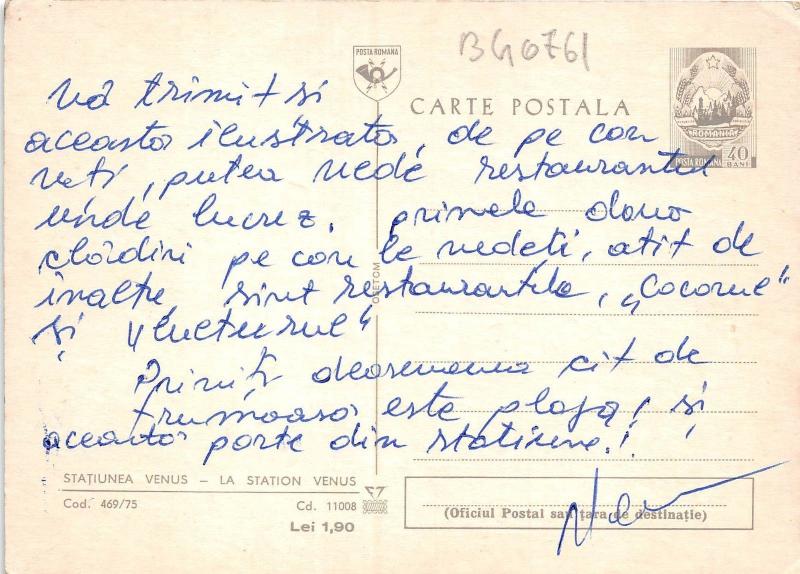 BG0761
POSTA ROMANA
CARTE POSTALA
ROMANIA
POSTA ROMANA 40 BANI
Vă trimit și
această ilustrată, de pe care
veți, putea vedé restaurantul
unde lucrez. primele două
clădiri pe care le vedeți, atît de
înalte, sînt restaurantele, „Cocorul"
și „Vulturul"
Priviți deasemenea cît de
frumoasă este plaja! și
această parte din stațiune.!
ONETCM
STAȚIUNEA VENUS – LA STATION VENUS
Cod. 469/75
Cd. 11008
Lei 1,90
(Oficiul Postal sau țara de destinație)